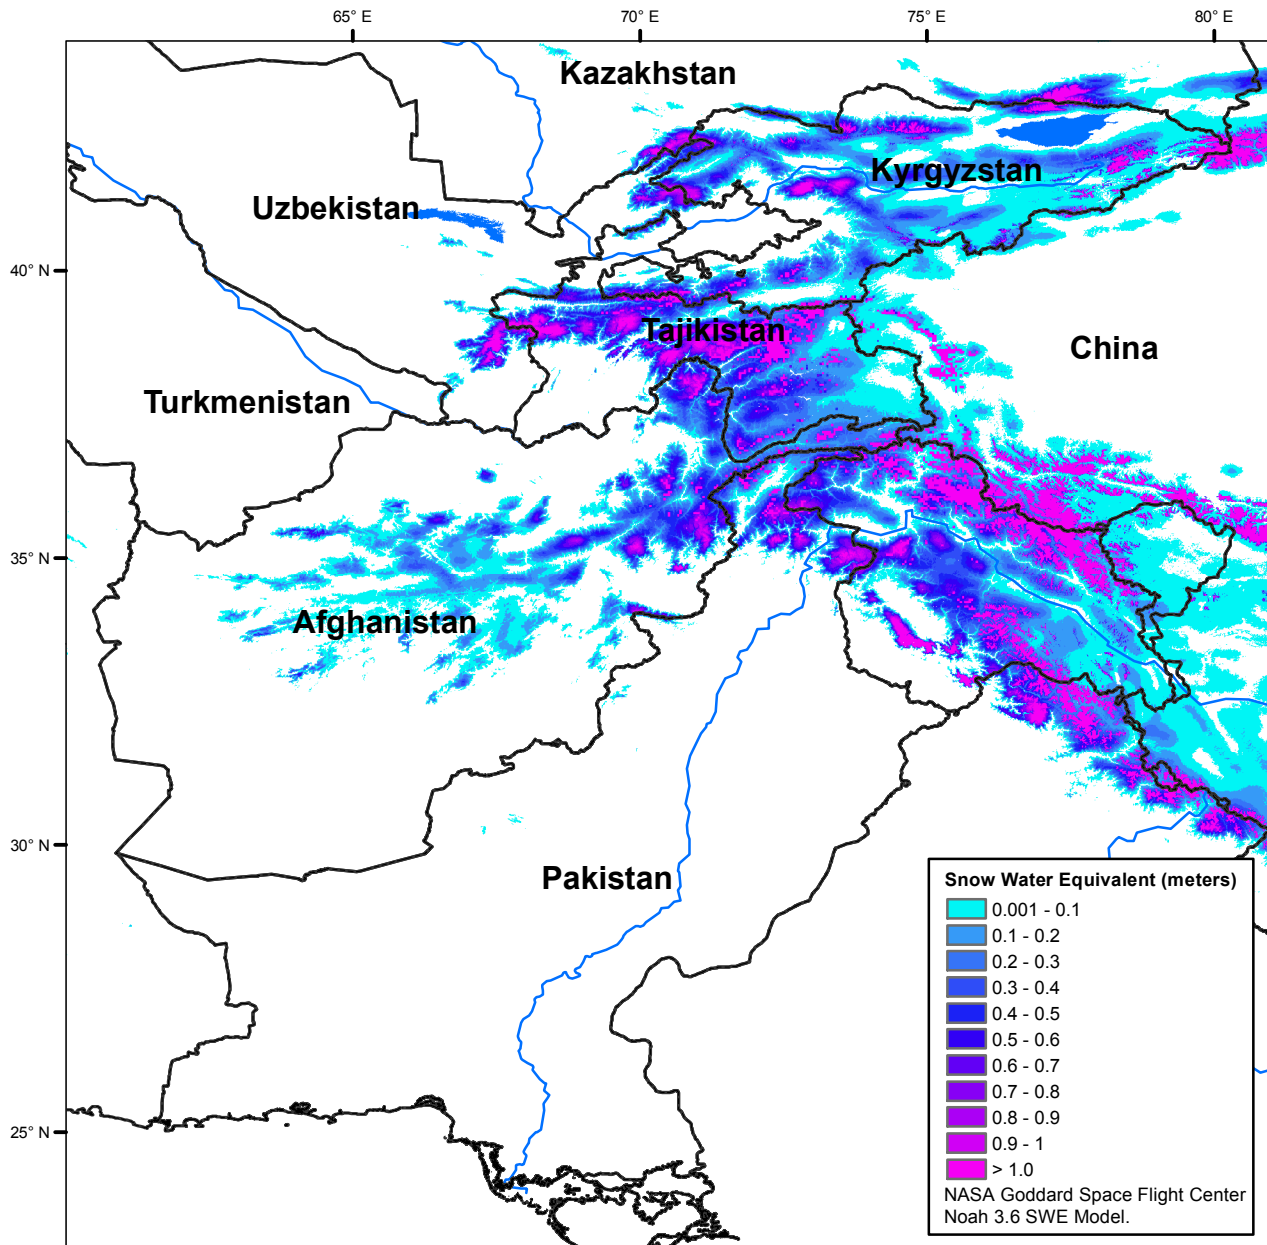 65° E
70° E
75° E
80° E
Kazakhstan
Kyrgyzstan
Uzbekistan
40° N
Tajikistan
China
Turkmenistan
35° N
Afghanistan
30° N
Pakistan
25° N
Snow Water Equivalent (meters)
0.001 - 0.1
0.1 - 0.2
0.2 - 0.3
0.3 - 0.4
0.4 - 0.5
0.5 - 0.6
0.6 - 0.7
0.7 - 0.8
0.8 - 0.9
0.9 - 1
> 1.0
NASA Goddard Space Flight Center
Noah 3.6 SWE Model.